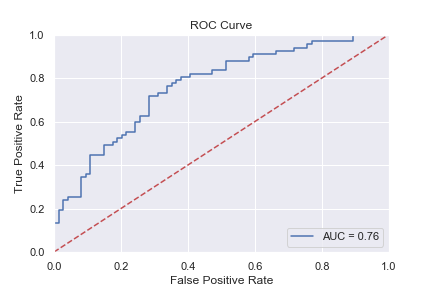 ROC Curve
1.0
0.8
0.6
0.4
0.2
0.0
True Positive Rate
AUC = 0.76
0.0 0.2 0.4 0.6 0.8 1.0
False Positive Rate